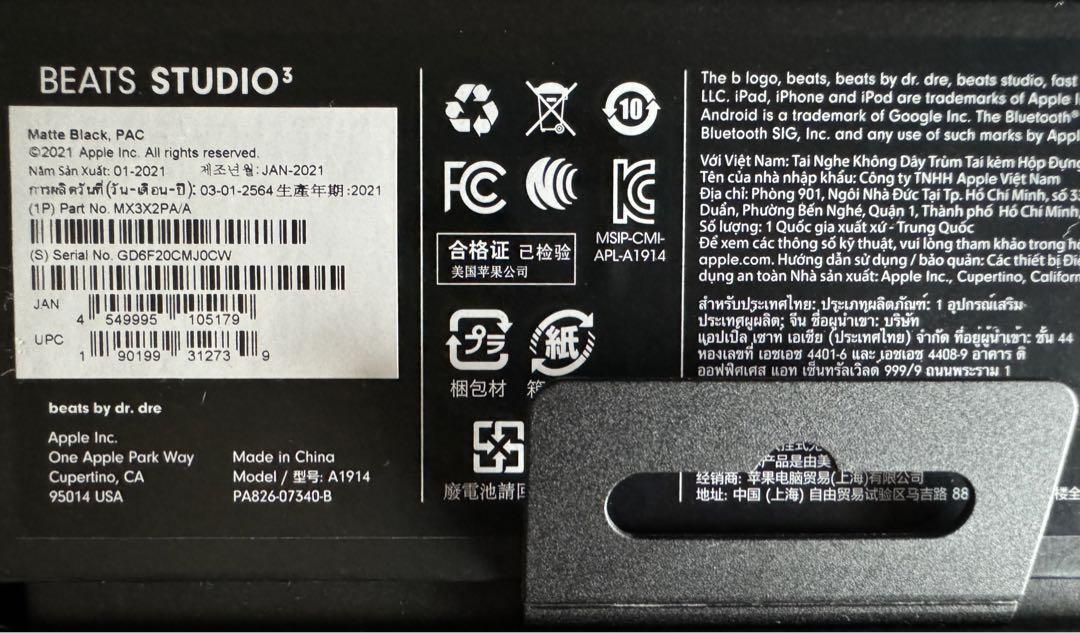 BEATS STUDIO³
Matte Black, PAC
©2021 Apple Inc. All rights reserved.
Năm Sản Xuất: 01-2021 제조년월:JAN-2021
การผลิตวันที่(วัน-เดือน-ปี): 03-01-2564 生產年期:2021
(1P) Part No. MX3X2PA/A
(S) Serial No. GD6F20CMJ0CW
JAN
4 549995 105179
UPC
1 90199 31273 9
beats by dr. dre
Apple Inc.
One Apple Park Way
Cupertino, CA
95014 USA
Made in China
Model / 型号: A1914
PA826-07340-B
10
FC
MSIP-CMI-
APL-A1914
合格证 已检验
美国苹果公司
プラ
紙
梱包材
箱
廢電池請回
The b logo, beats, beats by dr. dre, beats studio, fast
LLC. iPad, iPhone and iPod are trademarks of Apple
Android is a trademark of Google Inc. The Bluetooth®
Bluetooth SIG, Inc. and any use of such marks by Appl
Với Việt Nam: Tai Nghe Không Dây Trùm Tai kèm Hộp Đựng
Tên của nhà nhập khẩu: Công ty TNHH Apple Việt Nam
Địa chỉ: Phòng 901, Ngôi Nhà Đức Tại Tp. Hồ Chí Minh, số
Duẩn, Phường Bến Nghé, Quận 1, Thành phố Hồ Chí Minh,
Số lượng: 1 Quốc gia xuất xứ - Trung Quốc
Để xem các thông số kỹ thuật, vui lòng tham khảo trong
apple.com. Hướng dẫn sử dụng / bảo quản: Các thiết bị
dụng an toàn Nhà sản xuất: Apple Inc., Cupertino, Californ
สำหรับประเทศไทย: ประเภทผลิตภัณฑ์: 1 อุปกรณ์เสริม
ประเทศผู้ผลิต; จีน ชื่อผู้นำเข้า: บริษัท
แอปเปิล เซาท เอเชีย (ประเทศไทย) จำกัด ที่อยู่ผู้นำเข้า: ชั้น 44
ห้องเลขที่ เอชเอช 4401-6 และ เอชเอช 4408-9 อาคาร ดิ
ออฟฟิศเศส แอท เซ็นทรัลเวิลด์ 999/9 ถนนพระราม 1
产品是由美
经销商: 苹果电脑贸易(上海)有限公司
地址: 中国 (上海) 自由贸易试验区马吉路 88